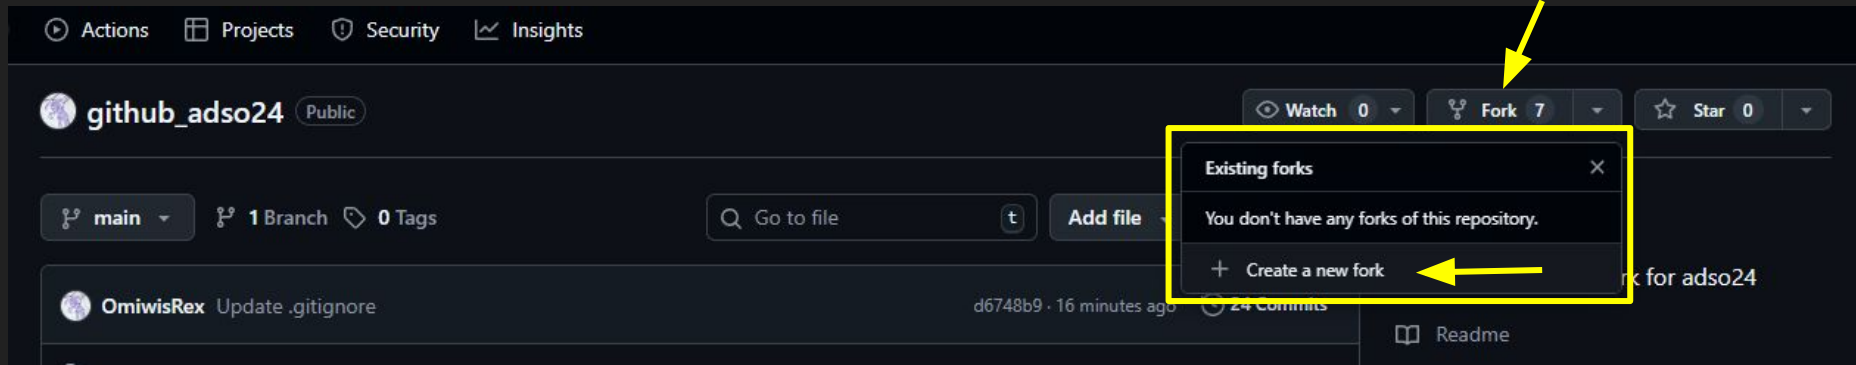 Actions Projects Security Insights
github_adso24 Public Watch 0 Fork 7 Star 0
Existing forks
You don't have any forks of this repository.
Create a new fork
main 1 Branch 0 Tags Go to file t Add file
for adso24
OmiwisRex Update .gitignore d6748b9 · 16 minutes ago 24 Commits
Readme